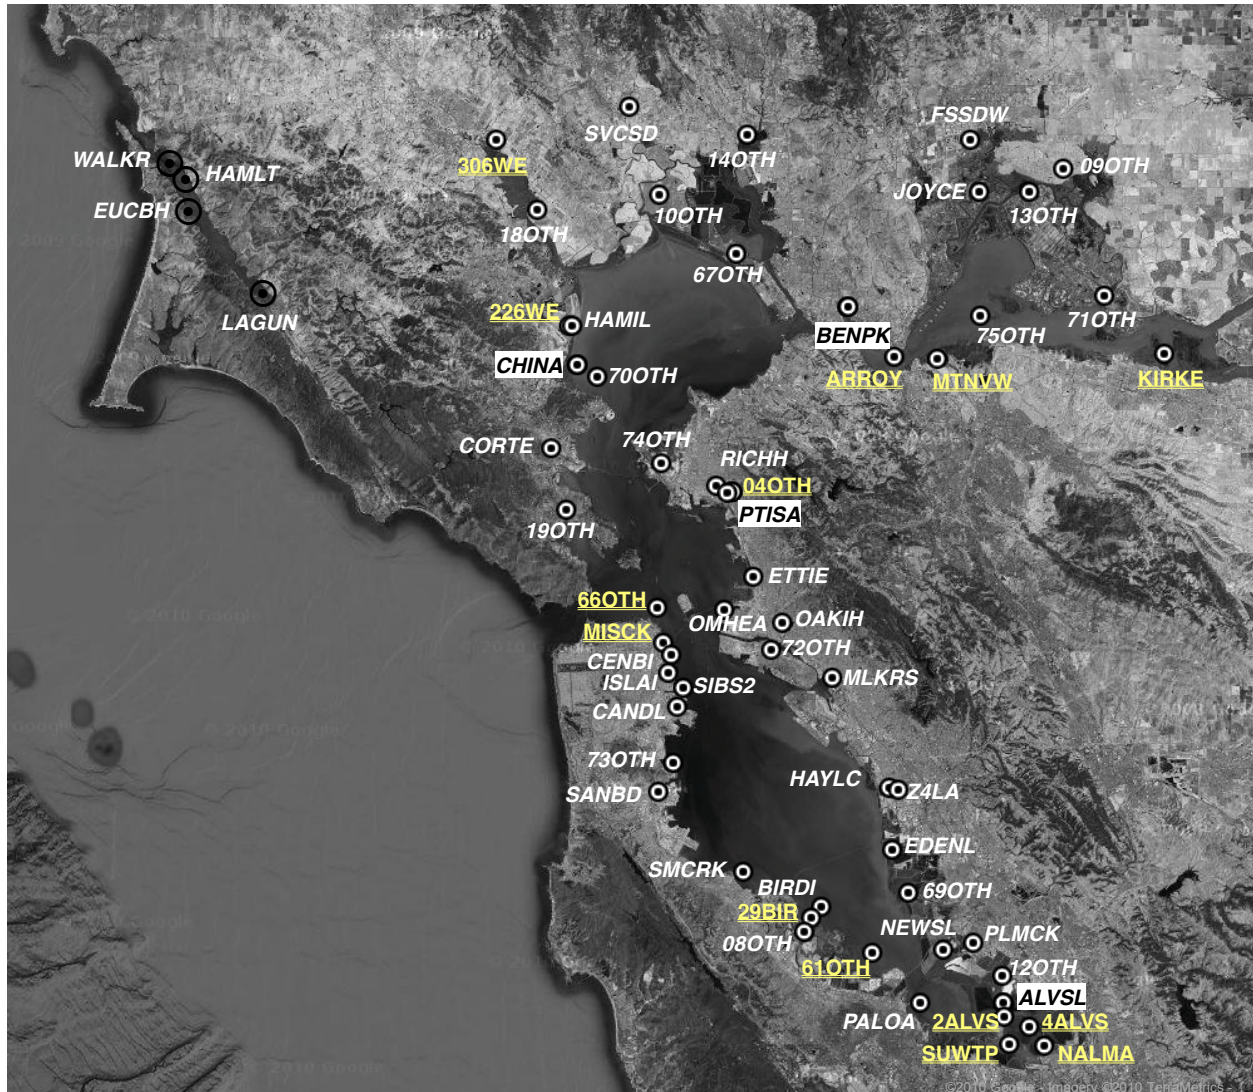 FSSDW
SVCSD
14OTH
WALKR
HAMLT
306WE
09OTH
JOYCE
13OTH
EUCBH
10OTH
18OTH
67OTH
LAGUN
226WE
HAMIL
71OTH
75OTH
BENPK
CHINA
70OTH
ARROY
MTNVW
KIRKE
CORTE
74OTH
RICHH
04OTH
PTISA
19OTH
ETTIE
66OTH
OMHEA
OAKIH
MISCK
72OTH
CENBI
ISLAI
SIBS2
MLKRS
CANDL
73OTH
HAYLC
Z4LA
SANBD
EDENL
SMCRK
BIRDI
69OTH
29BIR
08OTH
NEWSL
PLMCK
61OTH
12OTH
ALVSL
PALOA
2ALVS
4ALVS
SUWTP
NALMA